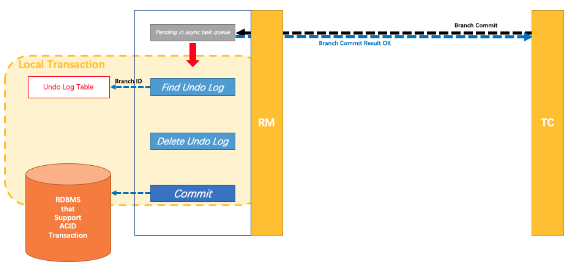 Pending in async task queue
Branch Commit
Branch Commit Result OK
Local Transaction
Undo Log Table
Branch ID
Find Undo Log
RM
TC
Delete Undo Log
Commit
RDBMS
that
Support
ACID
Transaction